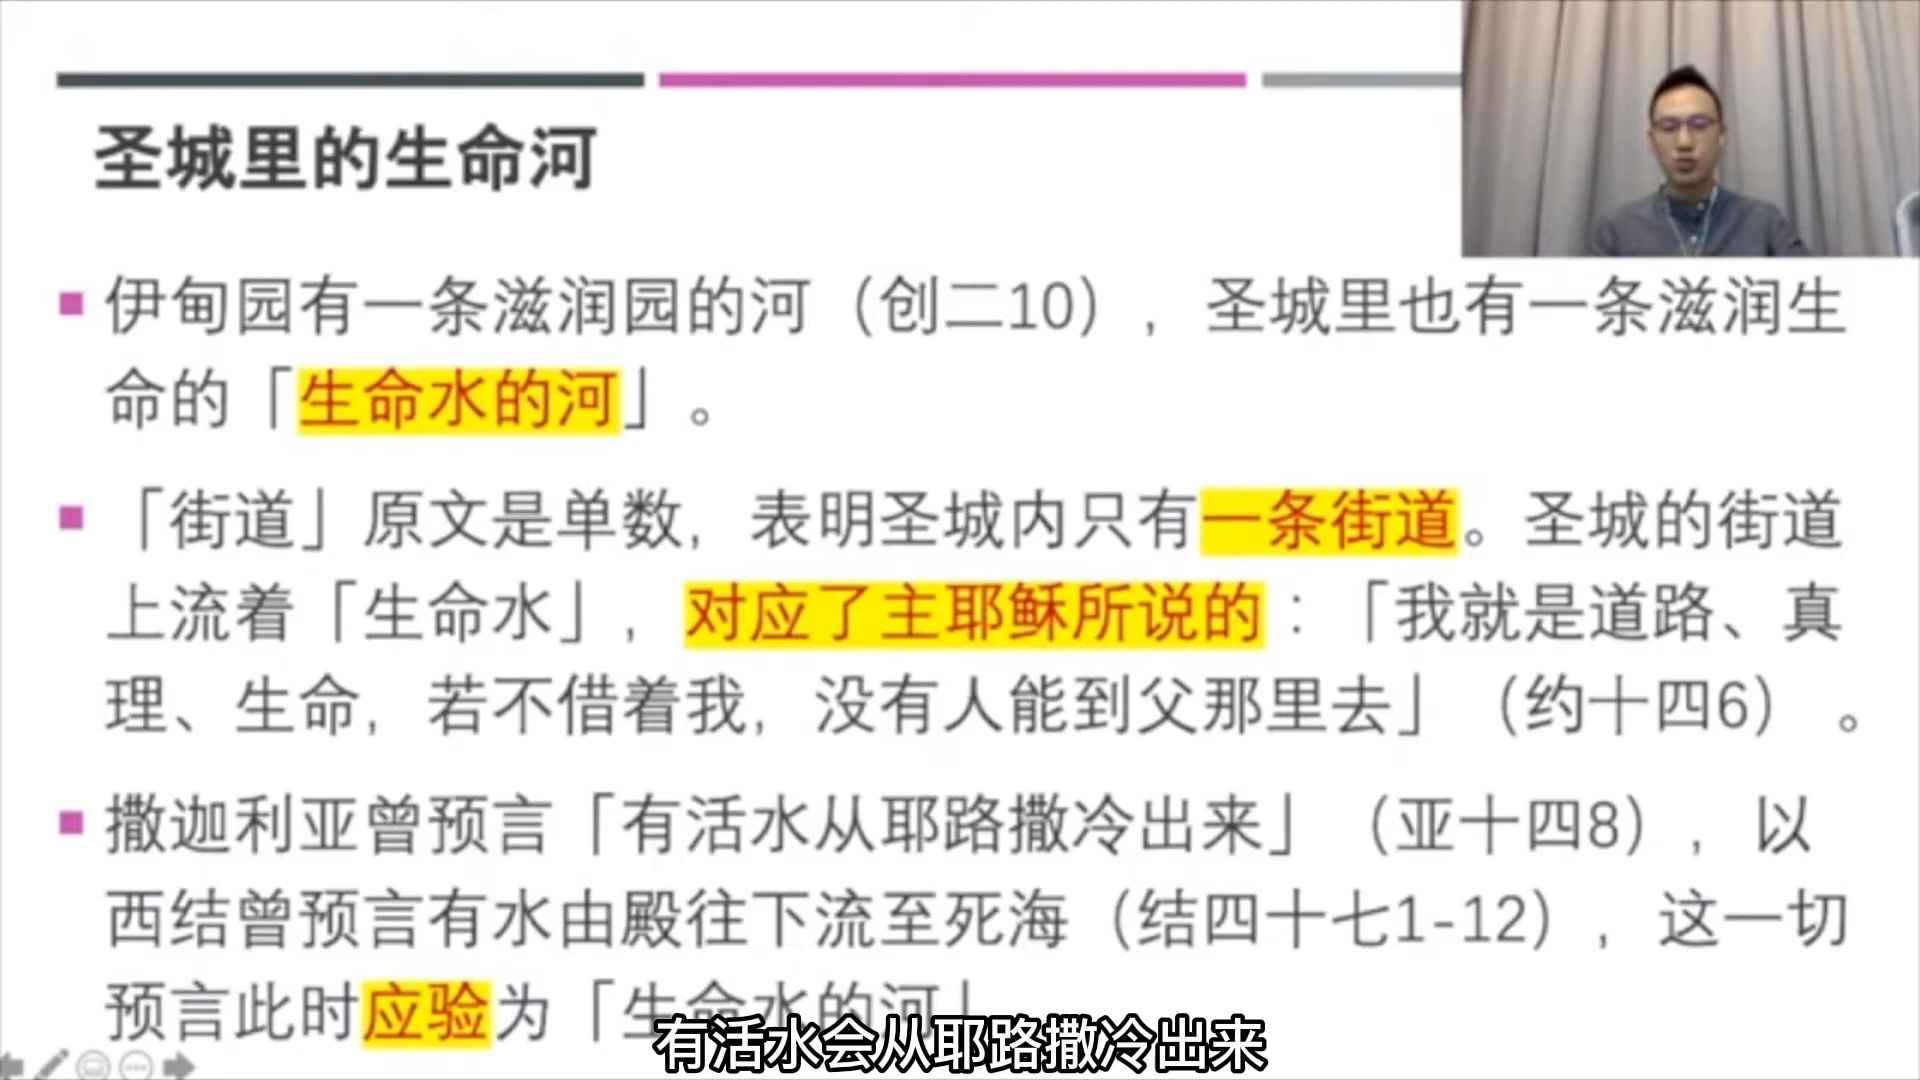 圣城里的生命河
伊甸园有一条滋润园的河（创二10），圣城里也有一条滋润生
命的「生命水的河」。
「街道」原文是单数，表明圣城内只有一条街道。圣城的街道
上流着「生命水」，对应了主耶稣所说的：「我就是道路、真
理、生命，若不借着我，没有人能到父那里去」（约十四6）。
撒迦利亚曾预言「有活水从耶路撒冷出来」（亚十四8），以
西结曾预言有水由殿往下流至死海（结四十七1-12），这一切
预言此时应验为「生命水的河」
有活水会从耶路撒冷出来